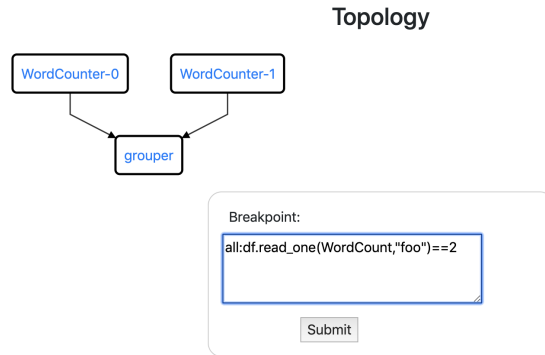 Topology
WordCounter-0
WordCounter-1
grouper
Breakpoint:
all:df.read_one(WordCount,"foo")==2
Submit